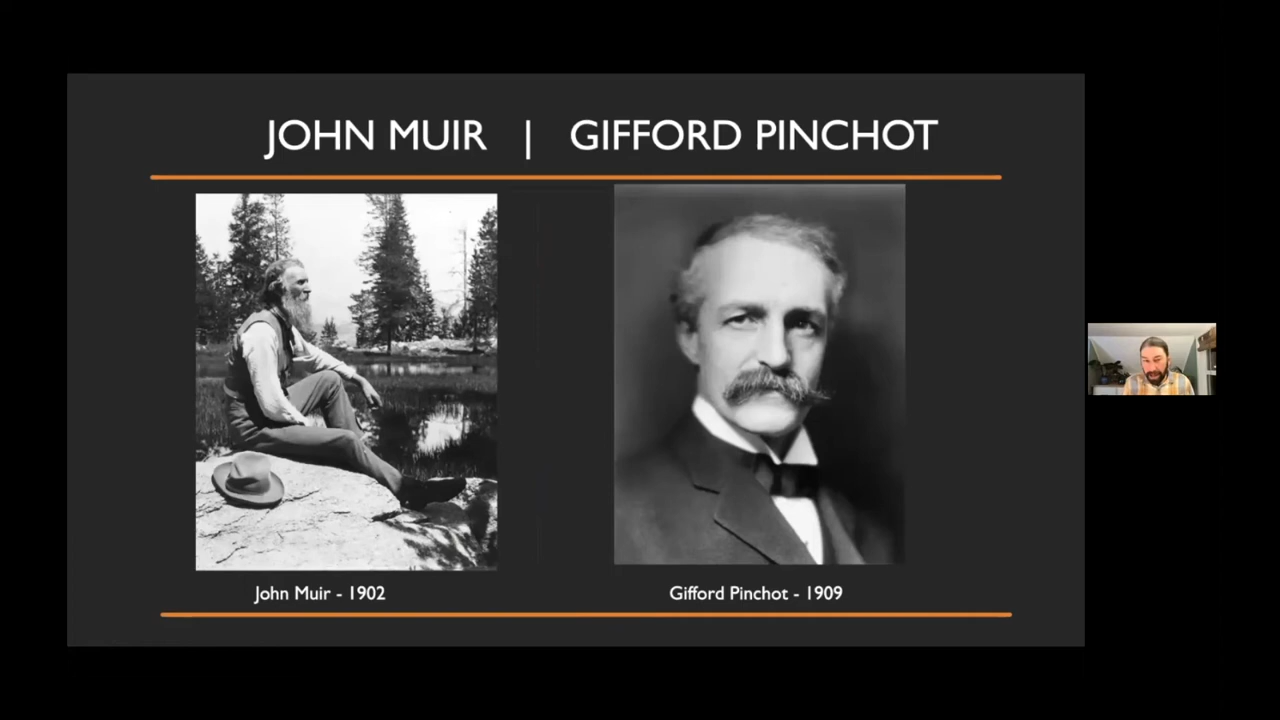 JOHN MUIR | GIFFORD PINCHOT
John Muir - 1902
Gifford Pinchot - 1909